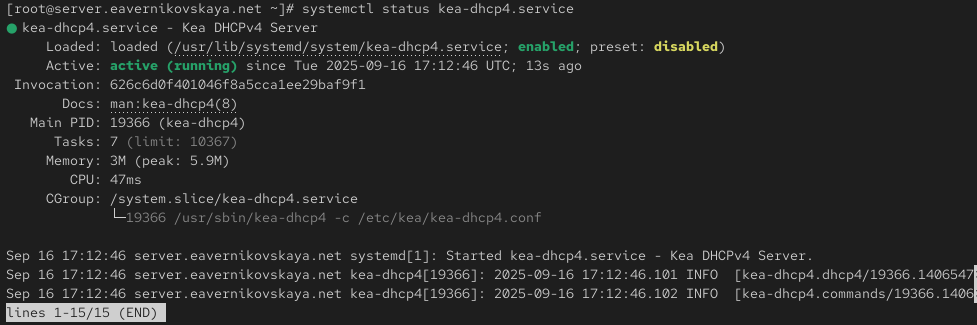 [root@server.eavernikovskaya.net ~]# systemctl status kea-dhcp4.service
● kea-dhcp4.service - Kea DHCPv4 Server
     Loaded: loaded (/usr/lib/systemd/system/kea-dhcp4.service; enabled; preset: disabled)
     Active: active (running) since Tue 2025-09-16 17:12:46 UTC; 13s ago
 Invocation: 626c6d0f401046f8a5cca1ee29baf9f1
       Docs: man:kea-dhcp4(8)
   Main PID: 19366 (kea-dhcp4)
      Tasks: 7 (limit: 10367)
     Memory: 3M (peak: 5.9M)
        CPU: 47ms
     CGroup: /system.slice/kea-dhcp4.service
             └─19366 /usr/sbin/kea-dhcp4 -c /etc/kea/kea-dhcp4.conf
Sep 16 17:12:46 server.eavernikovskaya.net systemd[1]: Started kea-dhcp4.service - Kea DHCPv4 Server.
Sep 16 17:12:46 server.eavernikovskaya.net kea-dhcp4[19366]: 2025-09-16 17:12:46.101 INFO  [kea-dhcp4.dhcp4/19366.1406547
Sep 16 17:12:46 server.eavernikovskaya.net kea-dhcp4[19366]: 2025-09-16 17:12:46.102 INFO  [kea-dhcp4.commands/19366.1406
lines 1-15/15 (END)